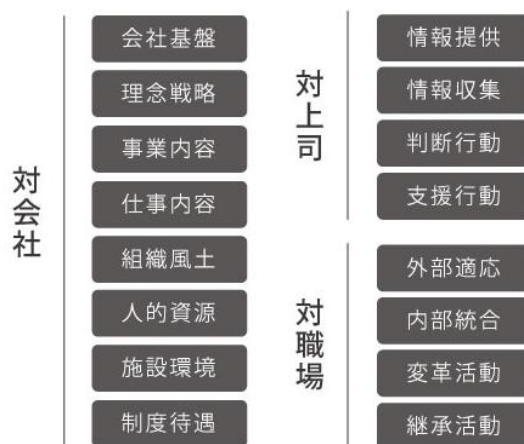 対会社
会社基盤
理念戦略
事業内容
仕事内容
組織風土
人的資源
施設環境
制度待遇
対上司
情報提供
情報収集
判断行動
支援行動
対職場
外部適応
内部統合
変革活動
継承活動